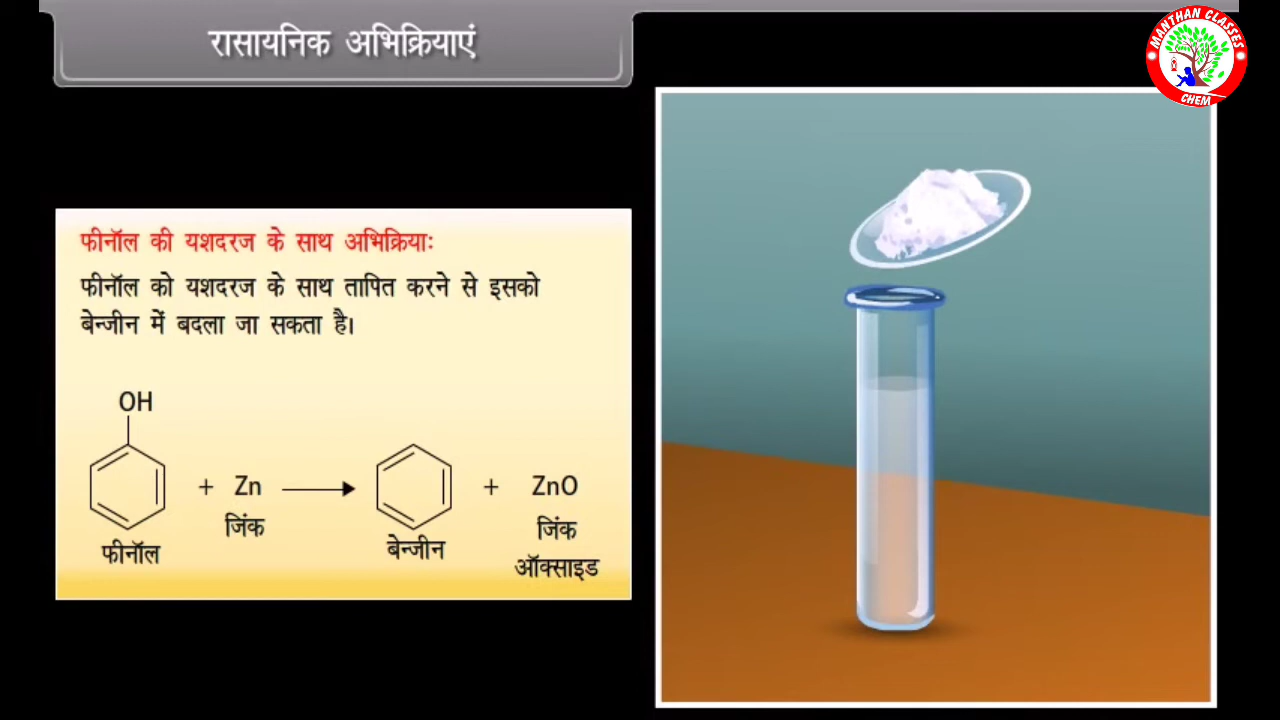 रासायनिक अभिक्रियाएं
MANTHAN CLASSES
CHEM
फीनॉल की यशदरज के साथ अभिक्रियाः
फीनॉल को यशदरज के साथ तापित करने से इसको
बेन्जीन में बदला जा सकता है।
OH
+ Zn + ZnO
जिंक जिंक
फीनॉल बेन्जीन ऑक्साइड